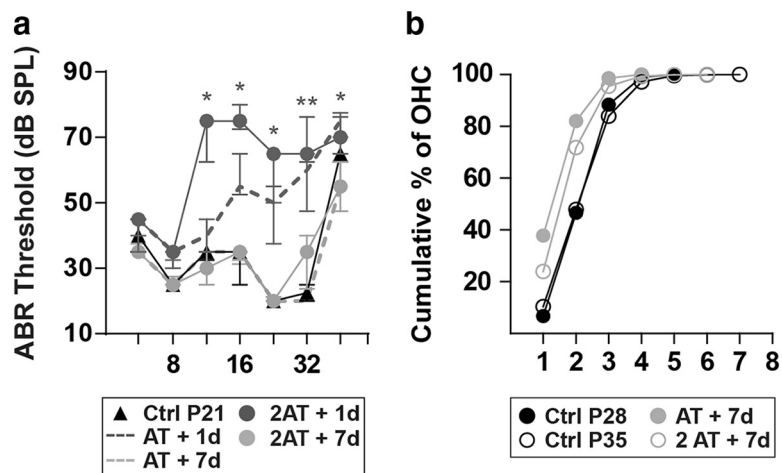 a
ABR Threshold (dB SPL)
90
70
50
30
10
* * * ** *
8 16 32
Ctrl P21 2AT + 1d
AT + 1d 2AT + 7d
AT + 7d
b
Cumulative % of OHC
100
80
60
40
20
1 2 3 4 5 6 7 8
Ctrl P28 AT + 7d
Ctrl P35 2 AT + 7d